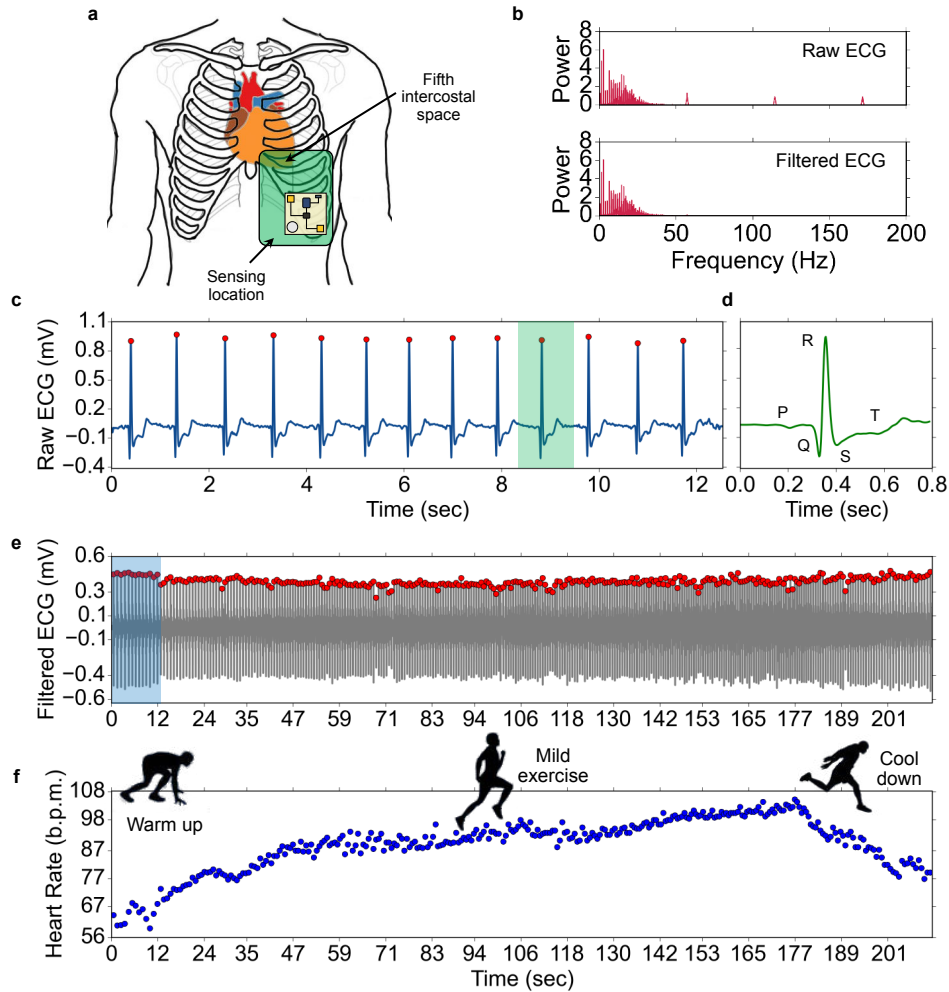 a
Fifth
intercostal
space
Sensing
location
b
Power
8
6
4
2
0
Raw ECG
Power
8
6
4
2
0
Filtered ECG
0 50 100 150 200
Frequency (Hz)
c
Raw ECG (mV)
1.1
0.8
0.5
0.2
−0.1
−0.4
0 2 4 6 8 10 12
Time (sec)
d
R
P
T
Q
S
0.0 0.2 0.4 0.6 0.8
Time (sec)
e
Filtered ECG (mV)
0.6
0.3
0.1
−0.1
−0.4
−0.6
0 12 24 35 47 59 71 83 94 106 118 130 142 153 165 177 189 201
f
Heart Rate (b.p.m.)
108
98
87
77
67
56
Warm up
Mild
exercise
Cool
down
0 12 24 35 47 59 71 83 94 106 118 130 142 153 165 177 189 201
Time (sec)